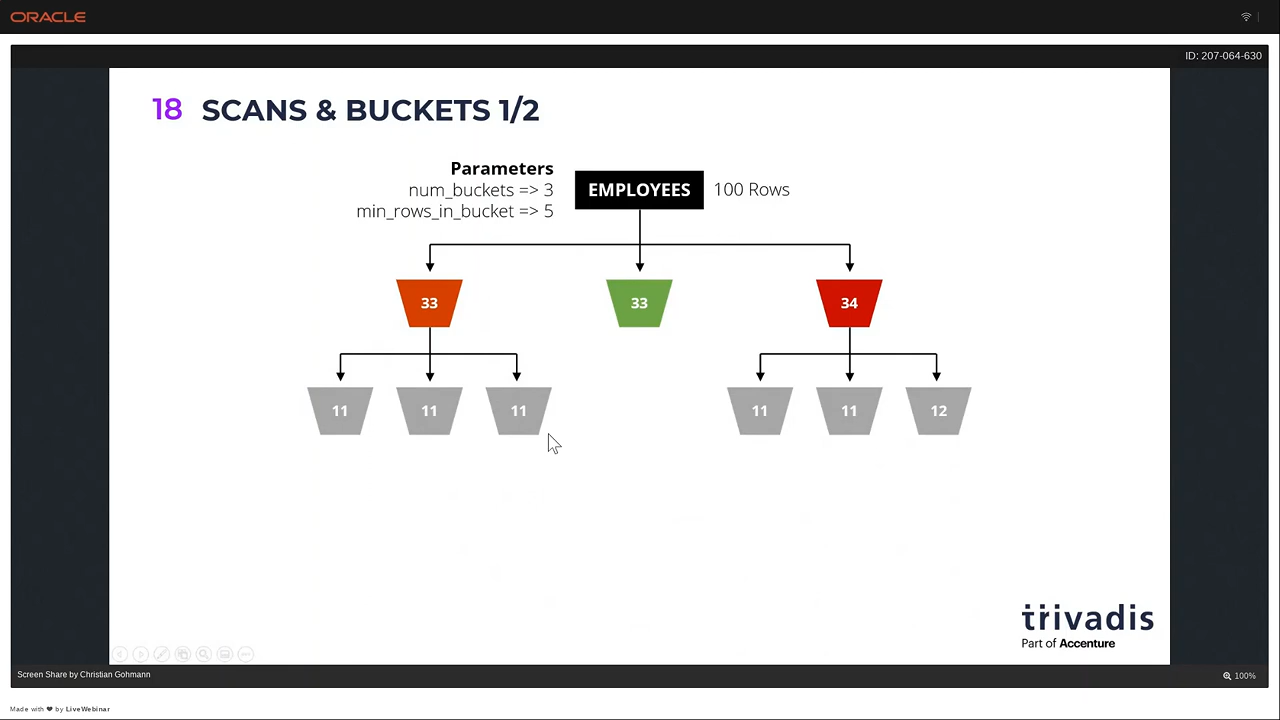 ORACLE
ID: 207-064-630
18 SCANS & BUCKETS 1/2
Parameters
num_buckets => 3
min_rows_in_bucket => 5
EMPLOYEES
100 Rows
33
33
34
11
11
11
11
11
12
trivadis
Part of Accenture
Screen Share by Christian Gohmann
100%
Made with ❤ by LiveWebinar